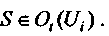 S ∈ O_t(U_i) .